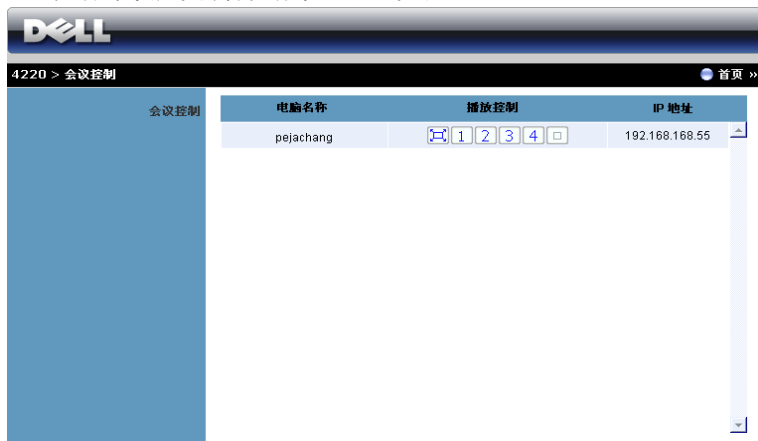 DELL
4220 > 会议控制
首页 »
会议控制
电脑名称 播放控制 IP 地址
pejachang 1 2 3 4 192.168.168.55